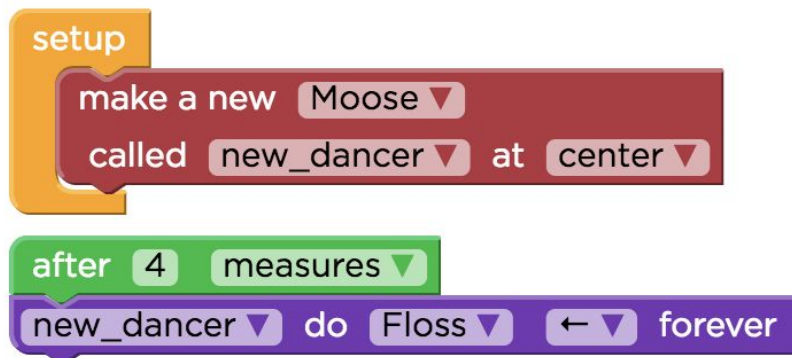 setup
make a new Moose ▼
called new_dancer ▼ at center ▼
after 4 measures ▼
new_dancer ▼ do Floss ▼ ← ▼ forever